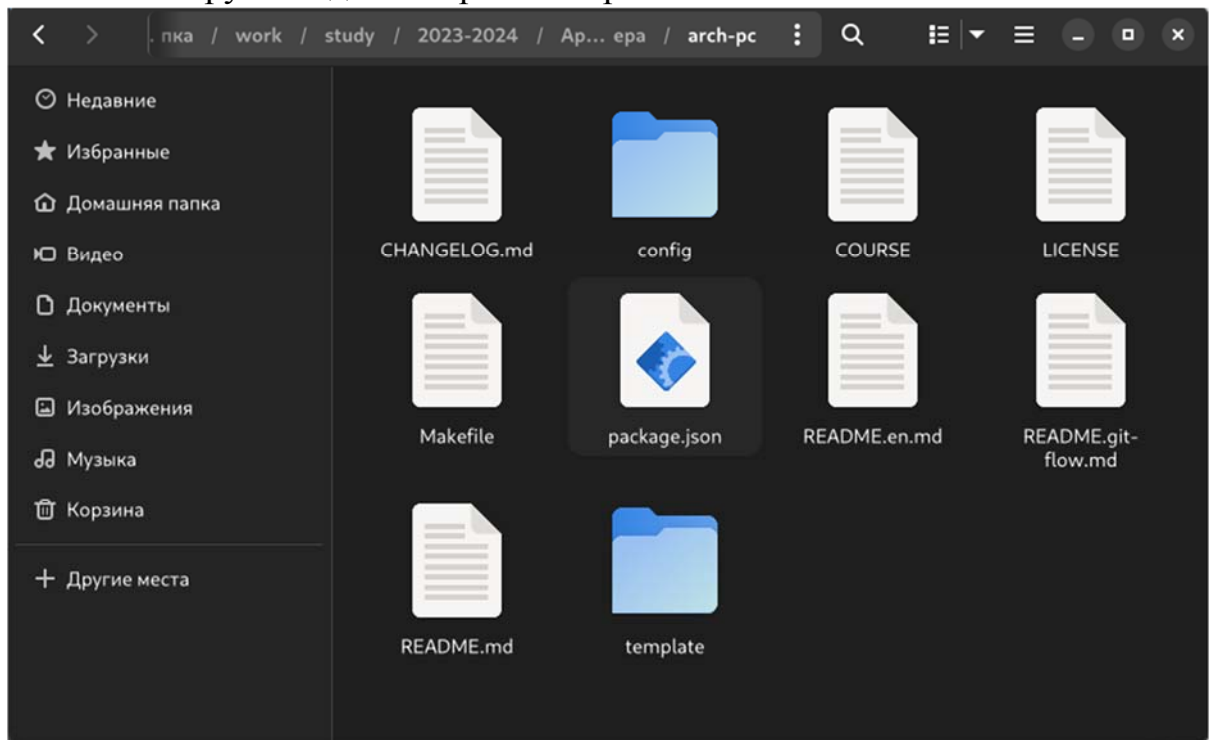 . пка / work / study / 2023-2024 / Ар... ера / arch-pc
Недавние
Избранные
Домашняя папка
Видео
Документы
Загрузки
Изображения
Музыка
Корзина
Другие места
CHANGELOG.md
config
COURSE
LICENSE
Makefile
package.json
README.en.md
README.git-
flow.md
README.md
template